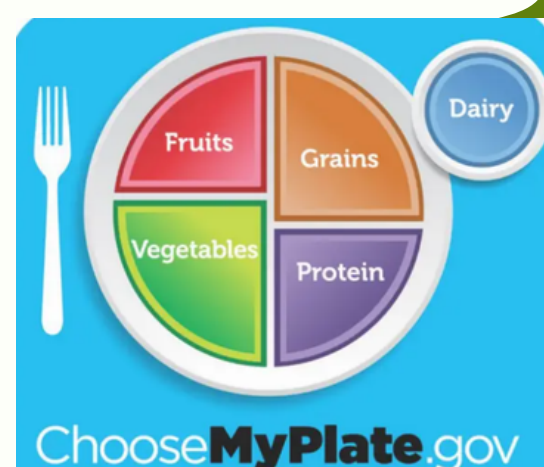 Dairy
Fruits
Grains
Vegetables
Protein
ChooseMyPlate.gov